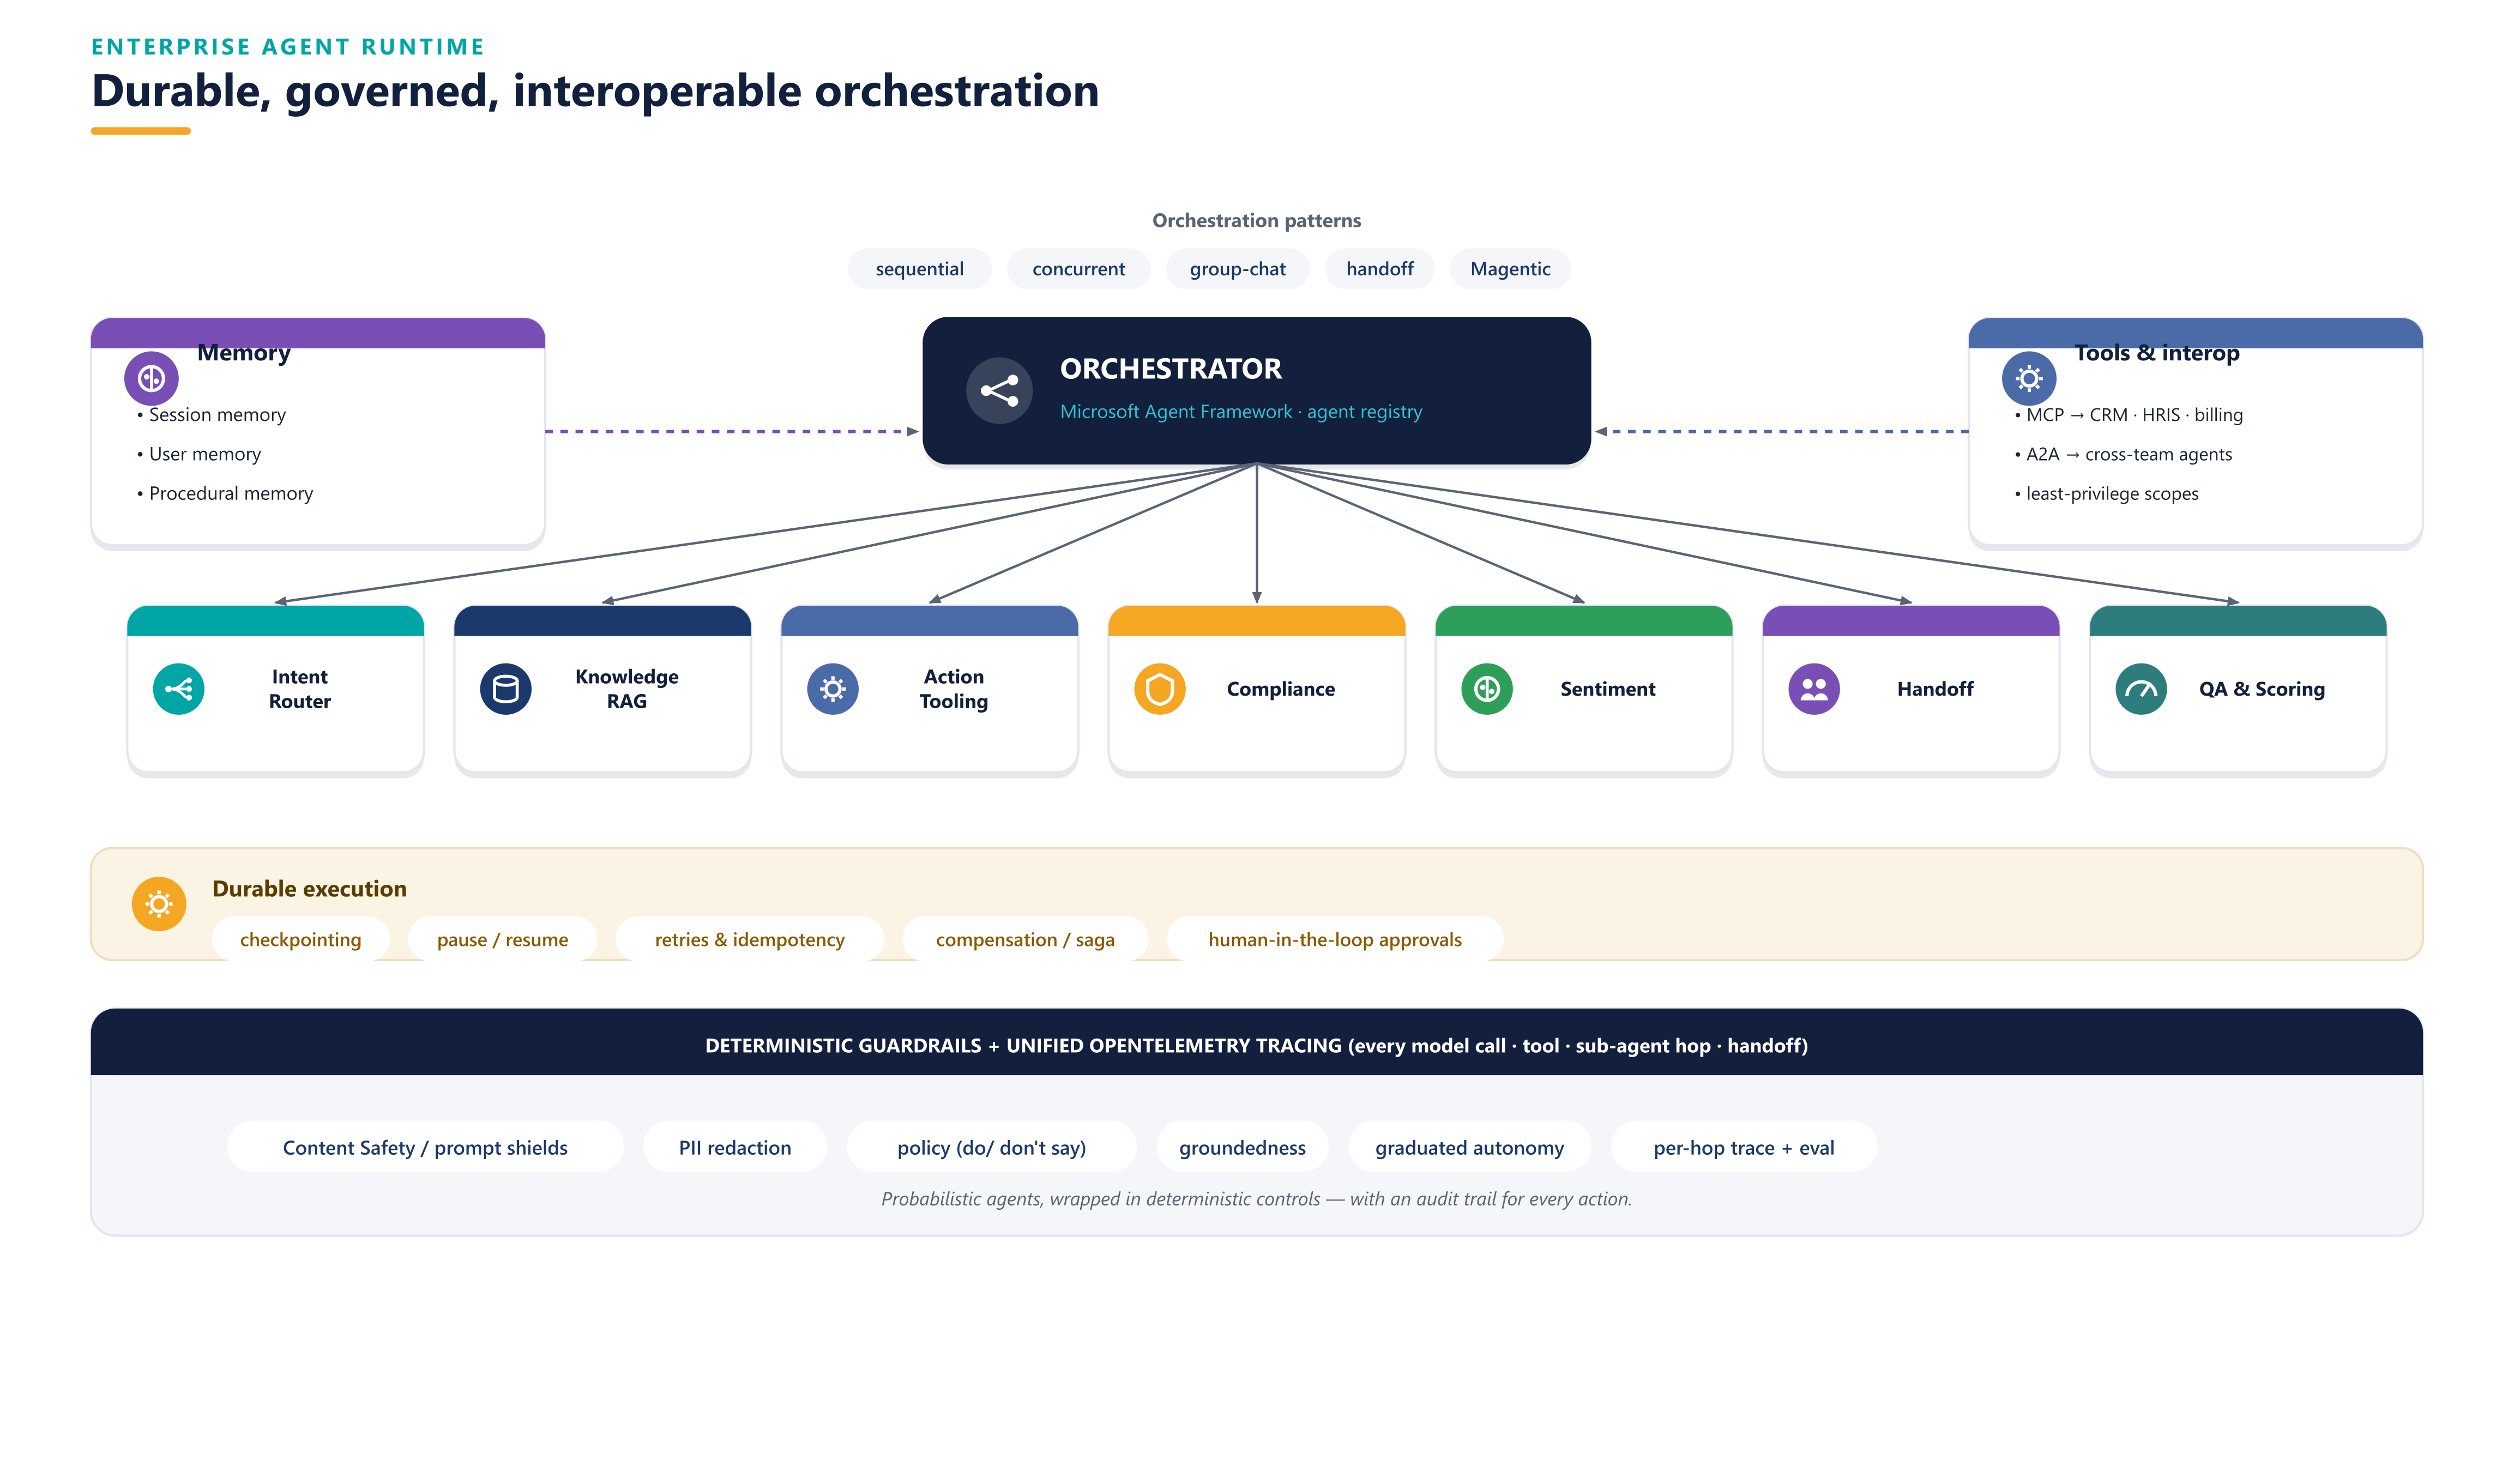 ENTERPRISE AGENT RUNTIME
Durable, governed, interoperable orchestration
Orchestration patterns
sequential
concurrent
group-chat
handoff
Magentic
Memory
• Session memory
• User memory
• Procedural memory
ORCHESTRATOR
Microsoft Agent Framework · agent registry
Tools & interop
• MCP → CRM · HRIS · billing
• A2A → cross-team agents
• least-privilege scopes
Intent
Router
Knowledge
RAG
Action
Tooling
Compliance
Sentiment
Handoff
QA & Scoring
Durable execution
checkpointing
pause / resume
retries & idempotency
compensation / saga
human-in-the-loop approvals
DETERMINISTIC GUARDRAILS + UNIFIED OPENTELEMETRY TRACING (every model call · tool · sub-agent hop · handoff)
Content Safety / prompt shields
PII redaction
policy (do/ don't say)
groundedness
graduated autonomy
per-hop trace + eval
Probabilistic agents, wrapped in deterministic controls — with an audit trail for every action.